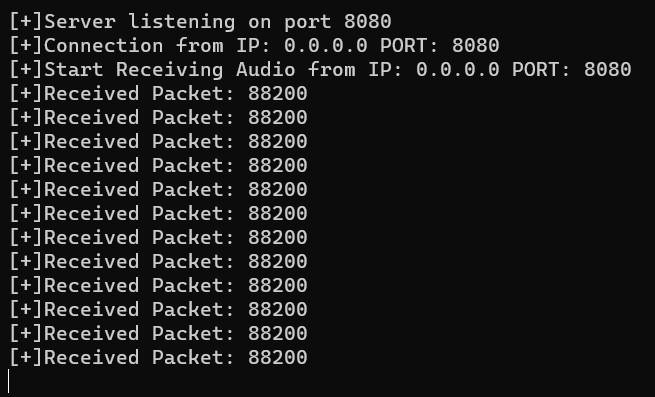 [+]Server listening on port 8080
[+]Connection from IP: 0.0.0.0 PORT: 8080
[+]Start Receiving Audio from IP: 0.0.0.0 PORT: 8080
[+]Received Packet: 88200
[+]Received Packet: 88200
[+]Received Packet: 88200
[+]Received Packet: 88200
[+]Received Packet: 88200
[+]Received Packet: 88200
[+]Received Packet: 88200
[+]Received Packet: 88200
[+]Received Packet: 88200
[+]Received Packet: 88200
[+]Received Packet: 88200
[+]Received Packet: 88200